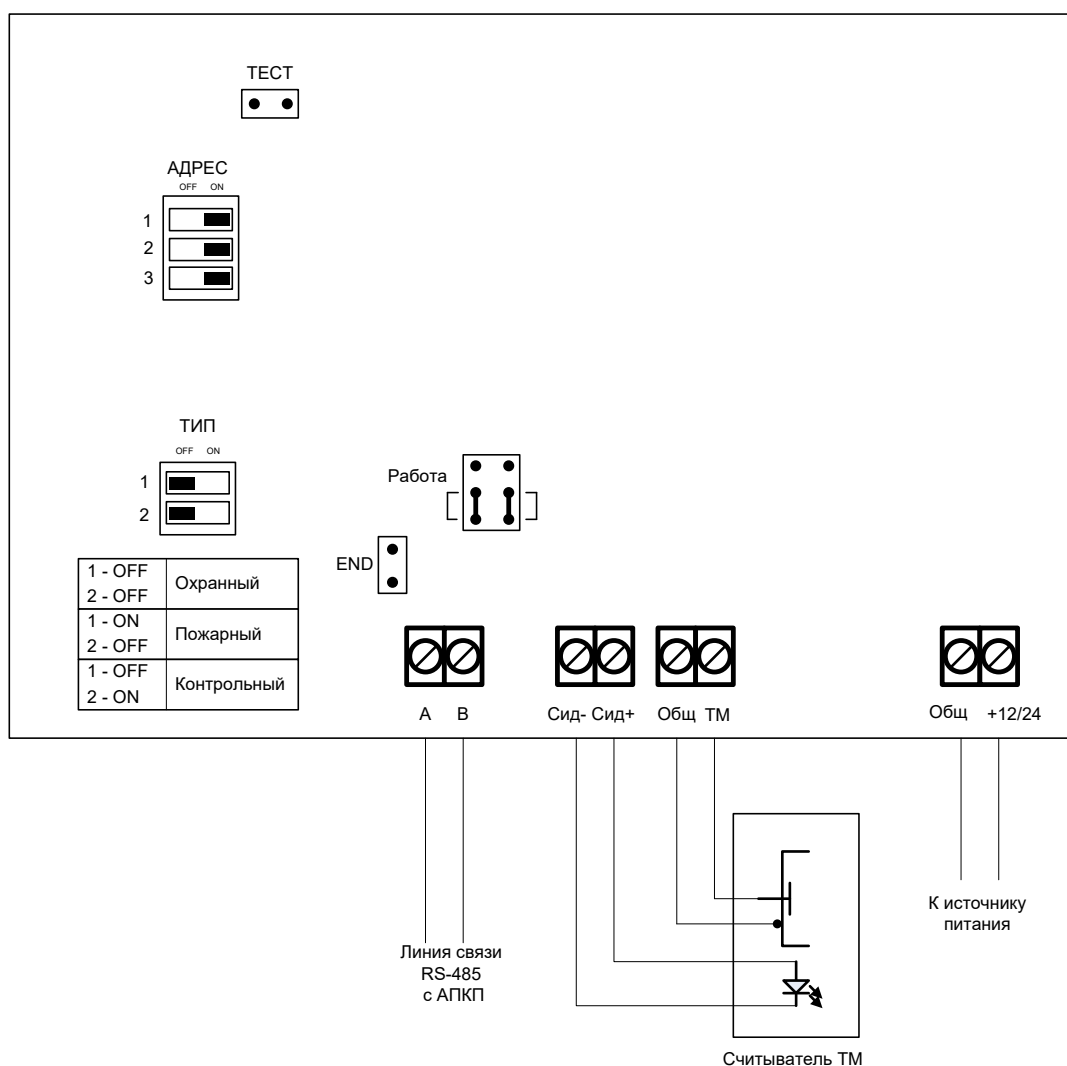 ТЕСТ
АДРЕС
OFF ON
1
2
3
ТИП
OFF ON
1
2
Работа
END
1 - OFF
2 - OFF
Охранный
1 - ON
2 - OFF
Пожарный
1 - OFF
2 - ON
Контрольный
A B Сид- Сид+ Общ ТМ Общ +12/24
Линия связи
RS-485
с АПКП
К источнику
питания
Считыватель ТМ